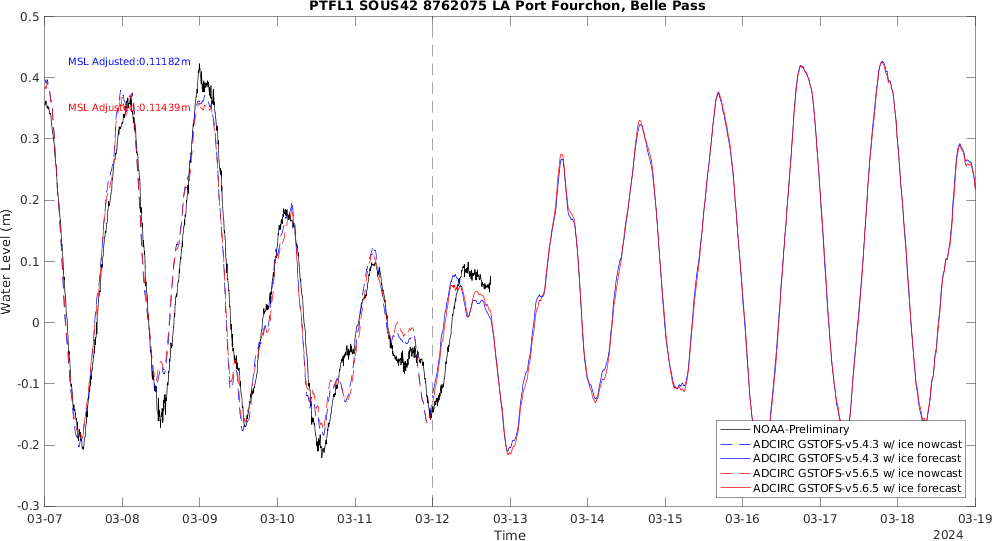 PTFL1 SOUS42 8762075 LA Port Fourchon, Belle Pass
0.5
0.4
0.3
0.2
0.1
0
-0.1
-0.2
-0.3
Water Level (m)
MSL Adjusted:0.11182m
MSL Adjusted:0.11439m
NOAA-Preliminary
ADCIRC GSTOFS-v5.4.3 w/ ice nowcast
ADCIRC GSTOFS-v5.4.3 w/ ice forecast
ADCIRC GSTOFS-v5.6.5 w/ ice nowcast
ADCIRC GSTOFS-v5.6.5 w/ ice forecast
03-07 03-08 03-09 03-10 03-11 03-12 03-13 03-14 03-15 03-16 03-17 03-18 03-19
Time
2024